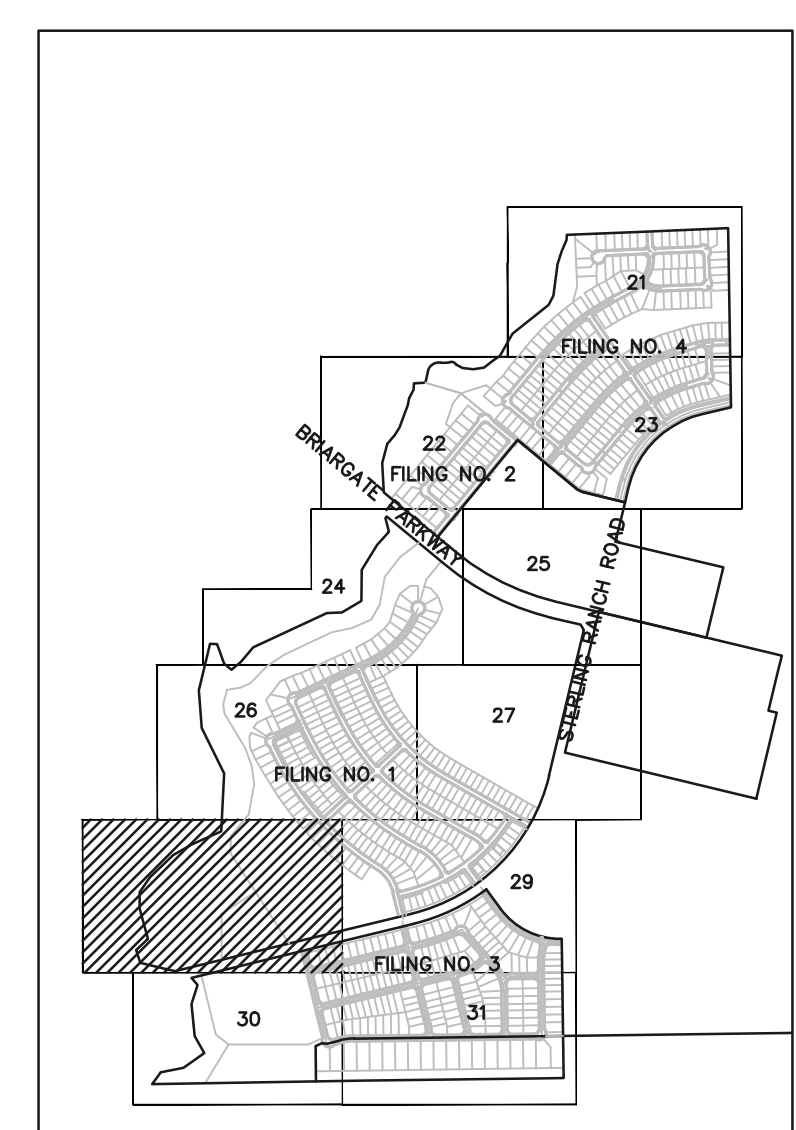 21
FILING NO. 4
23
22
FILING NO. 2
BRIARGATE PARKWAY
25
24
STERLING RANCH ROAD
26
27
FILING NO. 1
29
FILING NO. 3
30
31